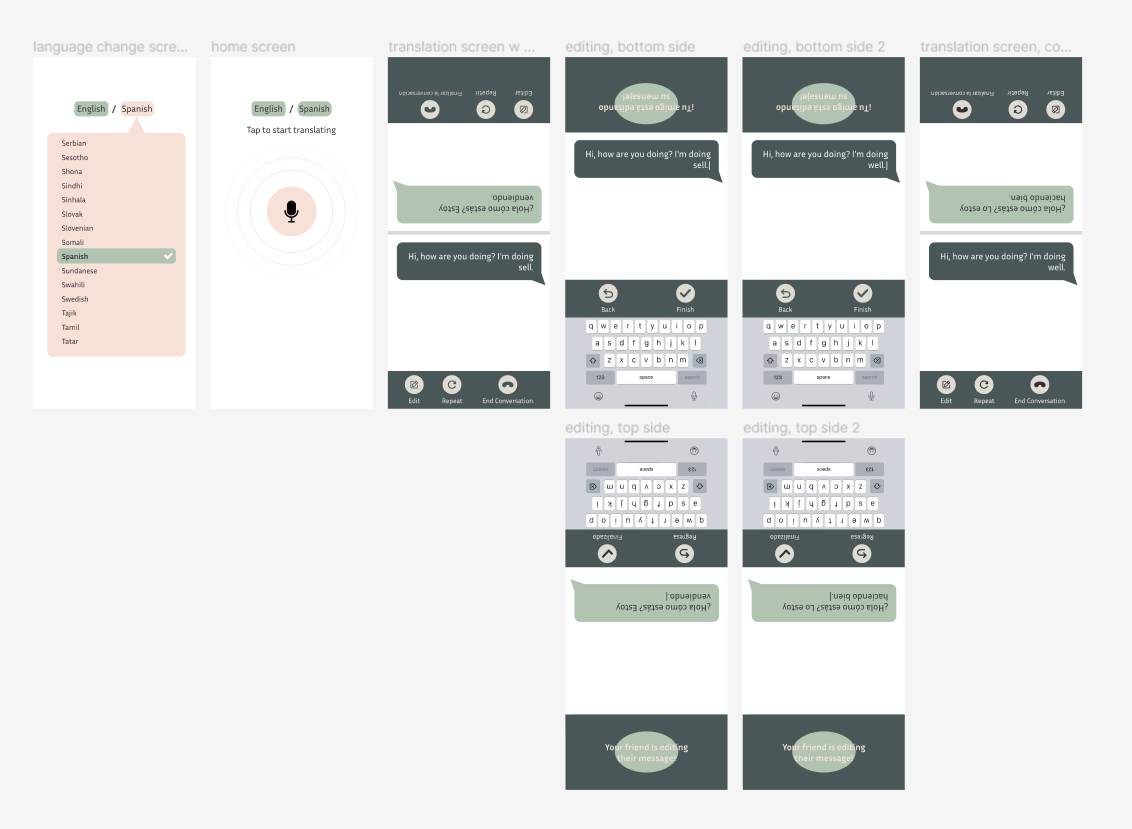 language change scre...
English / Spanish
Serbian
Sesotho
Shona
Sindhi
Sinhala
Slovak
Slovenian
Somali
Spanish
Sundanese
Swahili
Swedish
Tajik
Tamil
Tatar
home screen
English / Spanish
Tap to start translating
translation screen w ...
Editar
Repetir
Finalizar la conversación
¿Hola cómo estás? Estoy
vendiendo.
Hi, how are you doing? I'm doing
sell.
Edit
Repeat
End Conversation
editing, bottom side
¡Tu amigo está editando
su mensaje!
Hi, how are you doing? I'm doing
sell.|
Back
Finish
q w e r t y u i o p
a s d f g h j k l
z x c v b n m
123 space search
editing, bottom side 2
¡Tu amigo está editando
su mensaje!
Hi, how are you doing? I'm doing
well.|
Back
Finish
q w e r t y u i o p
a s d f g h j k l
z x c v b n m
123 space search
translation screen, co...
Editar
Repetir
Finalizar la conversación
¿Hola cómo estás? Lo estoy
haciendo bien.
Hi, how are you doing? I'm doing
well.
Edit
Repeat
End Conversation
editing, top side
q w e r t y u i o p
a s d f g h j k l
z x c v b n m
123 space search
Regresa
Finalizado
¿Hola cómo estás? Estoy
vendiendo.|
Your friend is editing
their message!
editing, top side 2
q w e r t y u i o p
a s d f g h j k l
z x c v b n m
123 space search
Regresa
Finalizado
¿Hola cómo estás? Lo estoy
haciendo bien.|
Your friend is editing
their message!